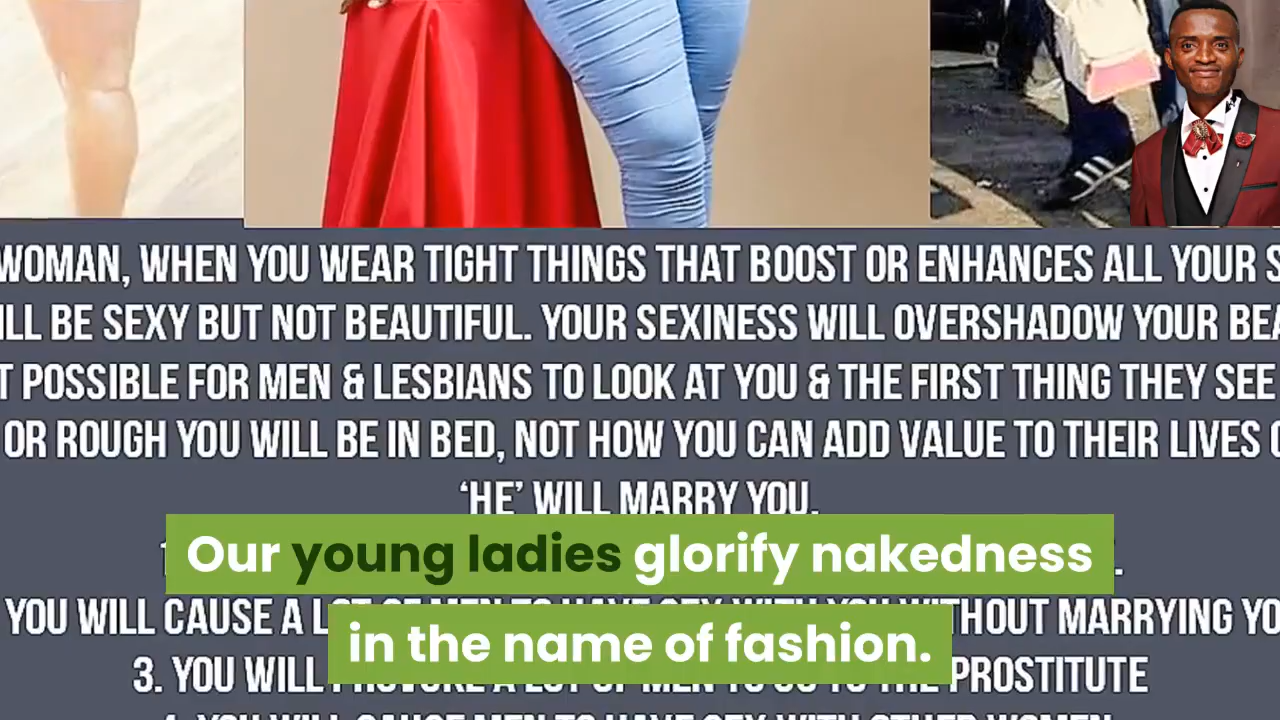 WOMAN, WHEN YOU WEAR TIGHT THINGS THAT BOOST OR ENHANCES ALL YOUR
BE SEXY BUT NOT BEAUTIFUL. YOUR SEXINESS WILL OVERSHADOW YOUR
POSSIBLE FOR MEN & LESBIANS TO LOOK AT YOU & THE FIRST THING THEY SEE
OR ROUGH YOU WILL BE IN BED, NOT HOW YOU CAN ADD VALUE TO THEIR LIVES
‘HE’ WILL MARRY YOU.
Our young ladies glorify nakedness
YOU WILL CAUSE A MARRYING
in the name of fashion.
3. YOU WILL PROSTITUTE